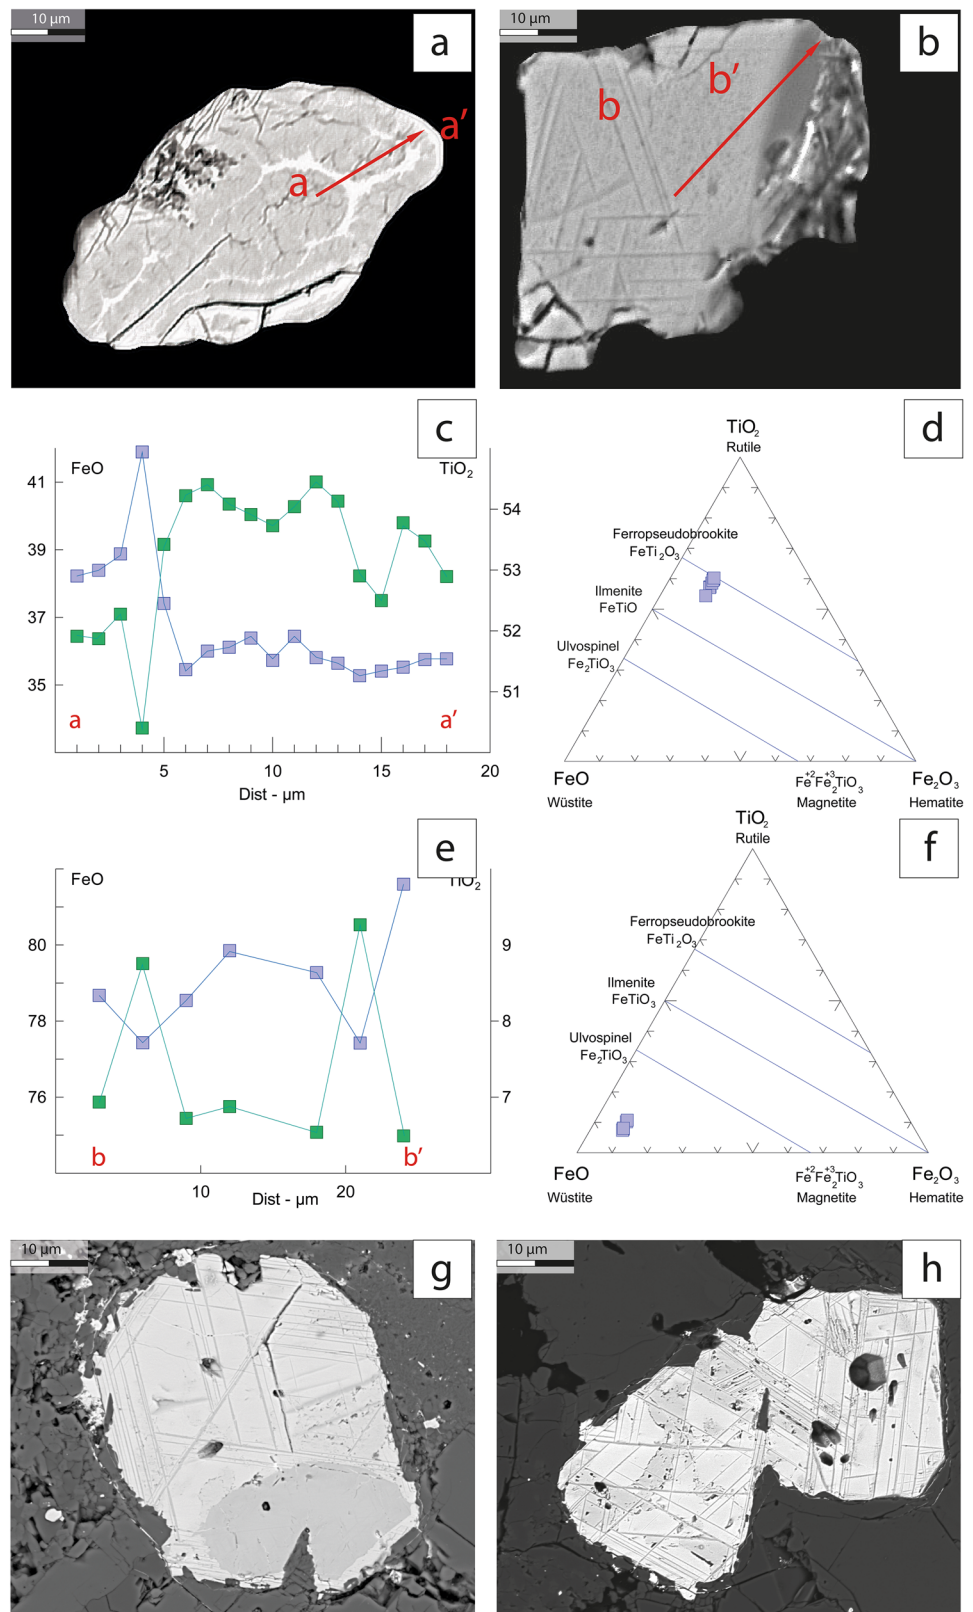 10 µm
a
a
a′
10 µm
b
b
b′
c
FeO
TiO2
41
39
37
35
54
53
52
51
a
a′
5
10
15
20
Dist - µm
d
TiO2
Rutile
Ferropseudobrookite
FeTi2O3
Ilmenite
FeTiO
Ulvospinel
Fe2TiO3
FeO
Wüstite
Fe+2Fe2+3TiO3
Magnetite
Fe2O3
Hematite
e
FeO
TiO2
80
78
76
9
8
7
b
b′
10
20
Dist - µm
f
TiO2
Rutile
Ferropseudobrookite
FeTi2O3
Ilmenite
FeTiO3
Ulvospinel
Fe2TiO3
FeO
Wüstite
Fe+2Fe2+3TiO3
Magnetite
Fe2O3
Hematite
10 µm
g
10 µm
h